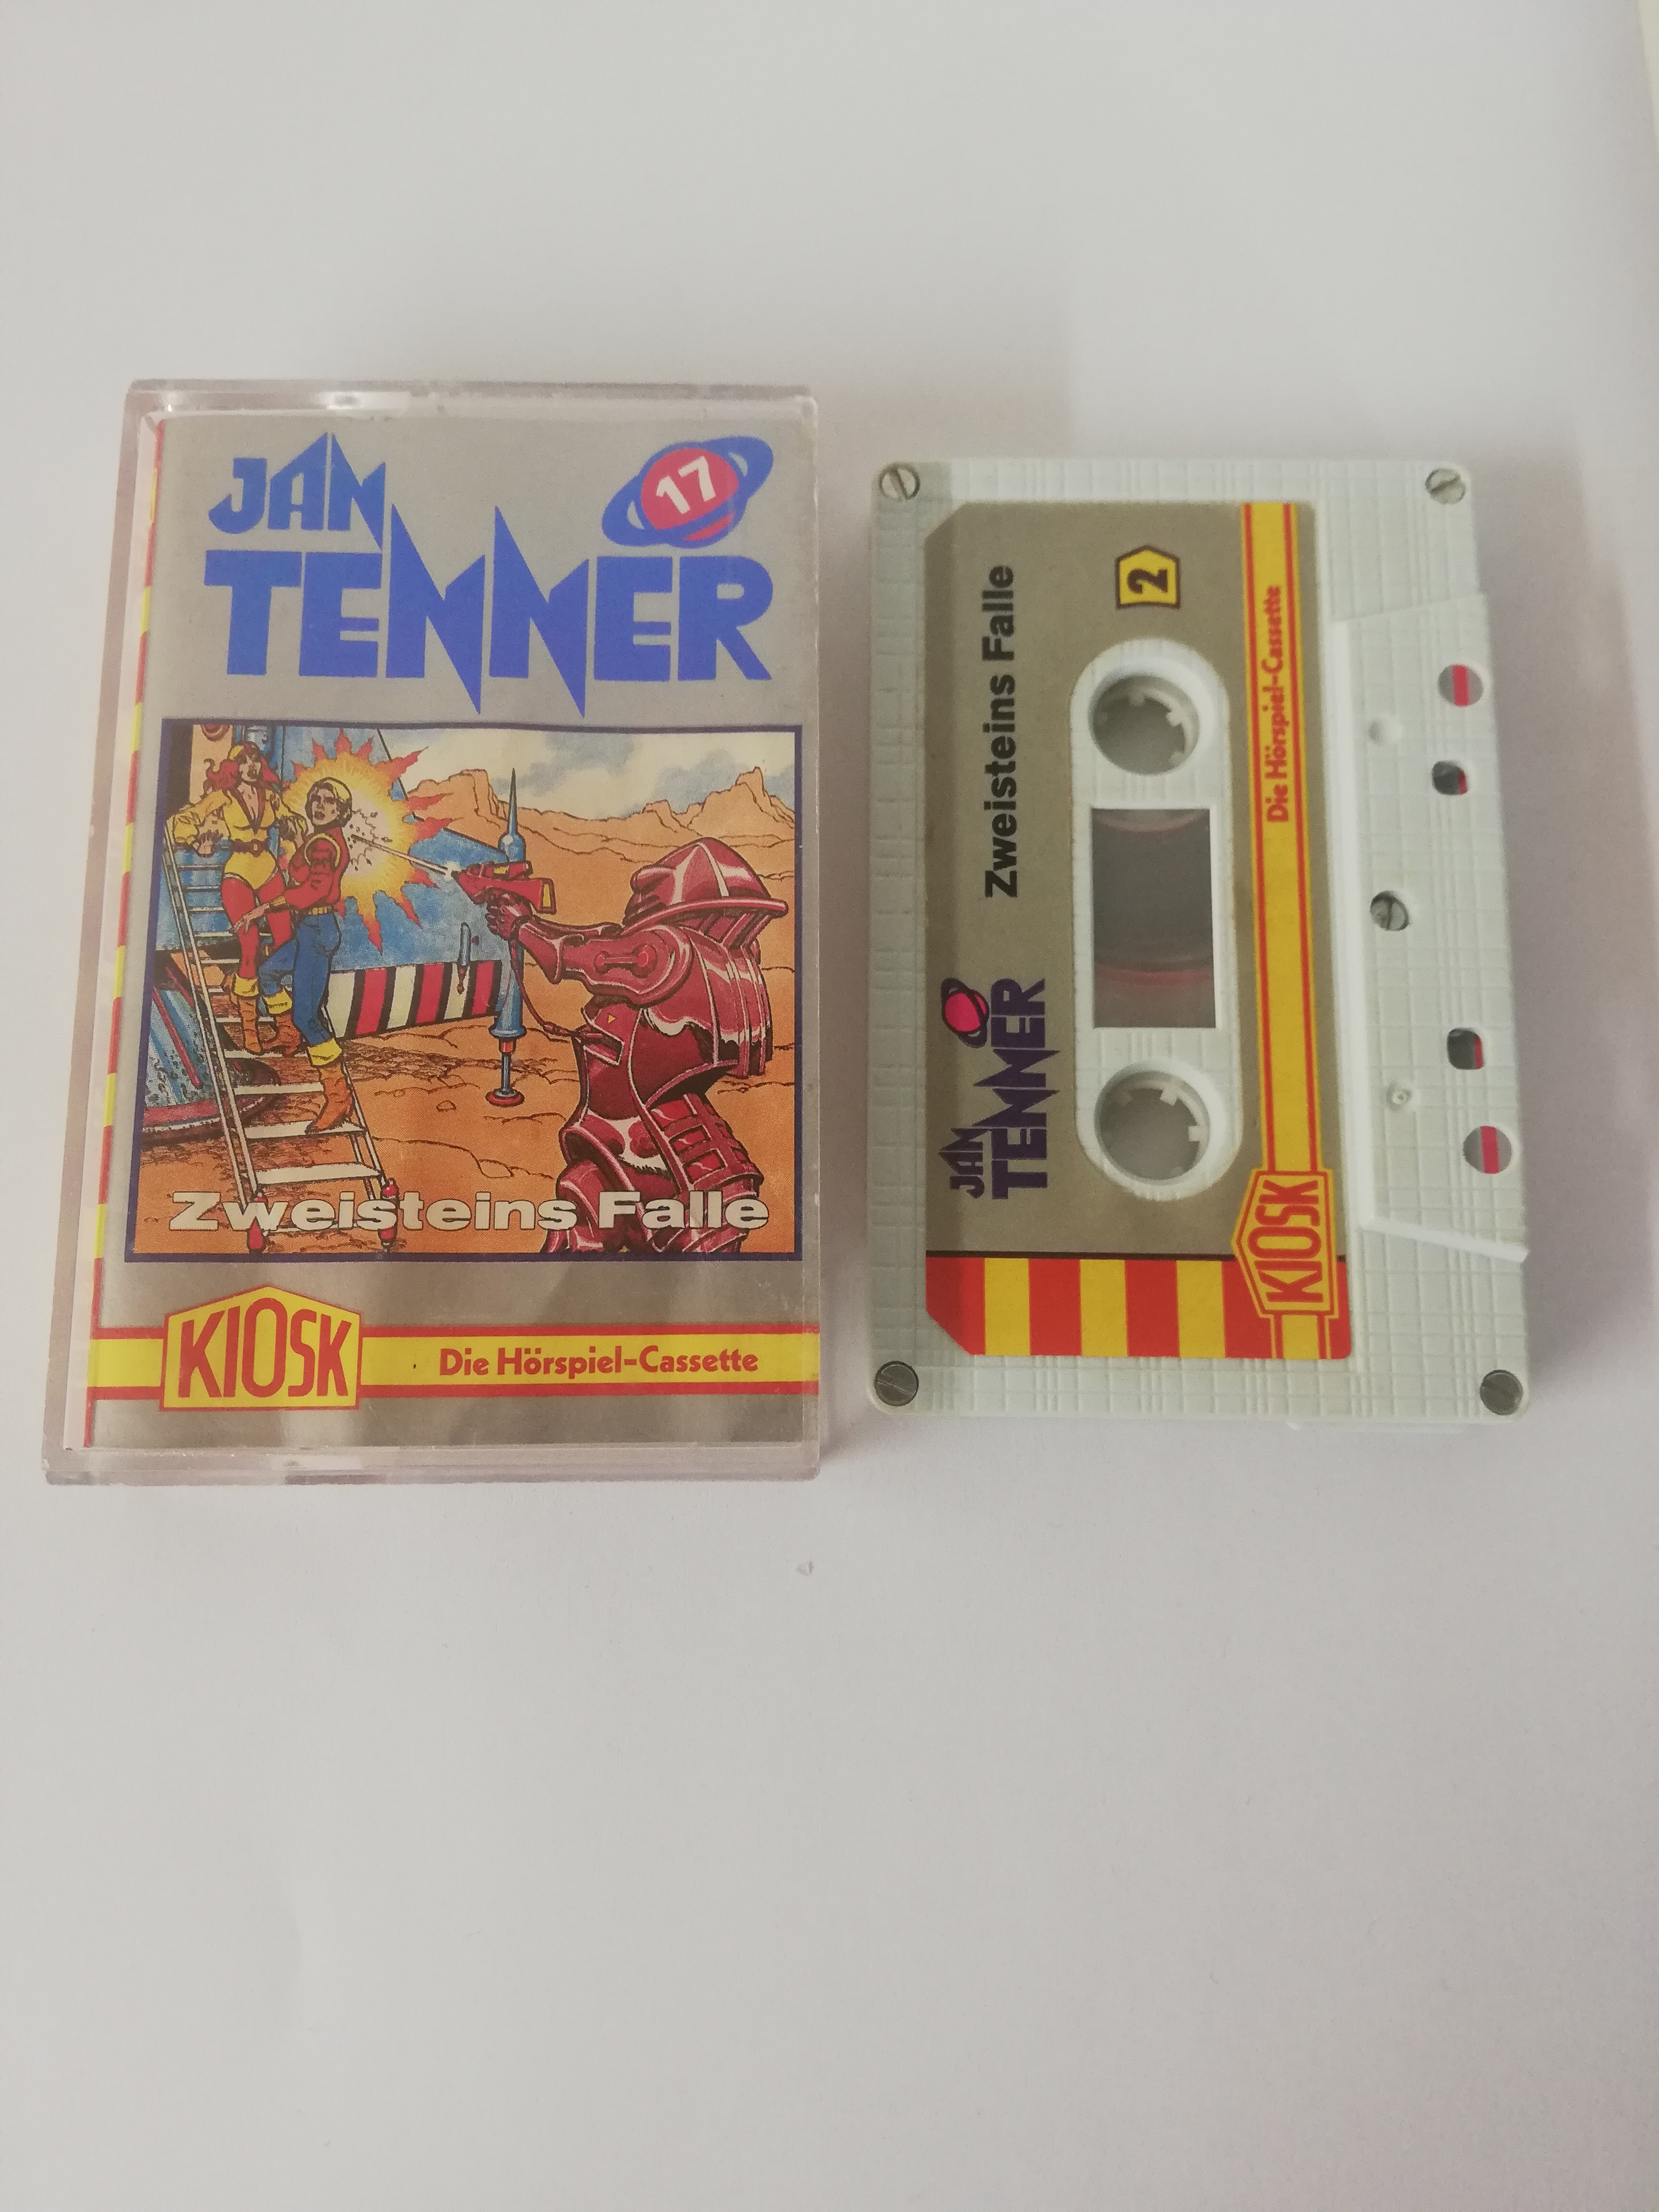 JAN
TENNER
17
Zweisteins Falle
KIOSK
Die Hörspiel-Cassette
JAN
TENNER
Zweisteins Falle
2
KIOSK
Die Hörspiel-Cassette